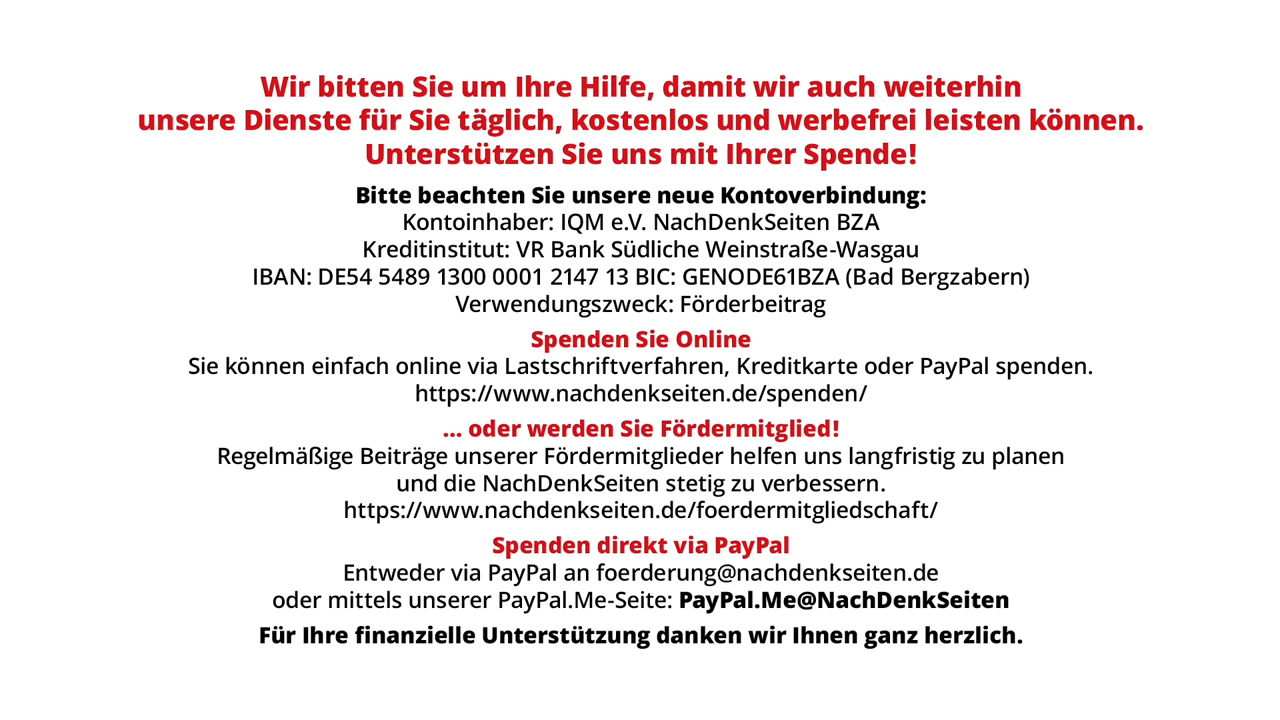 Wir bitten Sie um Ihre Hilfe, damit wir auch weiterhin
unsere Dienste für Sie täglich, kostenlos und werbefrei leisten können.
Unterstützen Sie uns mit Ihrer Spende!
Bitte beachten Sie unsere neue Kontoverbindung:
Kontoinhaber: IQM e.V. NachDenkSeiten BZA
Kreditinstitut: VR Bank Südliche Weinstraße-Wasgau
IBAN: DE54 5489 1300 0001 2147 13 BIC: GENODE61BZA (Bad Bergzabern)
Verwendungszweck: Förderbeitrag
Spenden Sie Online
Sie können einfach online via Lastschriftverfahren, Kreditkarte oder PayPal spenden.
https://www.nachdenkseiten.de/spenden/
... oder werden Sie Fördermitglied!
Regelmäßige Beiträge unserer Fördermitglieder helfen uns langfristig zu planen
und die NachDenkSeiten stetig zu verbessern.
https://www.nachdenkseiten.de/foerdermitgliedschaft/
Spenden direkt via PayPal
Entweder via PayPal an foerderung@nachdenkseiten.de
oder mittels unserer PayPal.Me-Seite: PayPal.Me@NachDenkSeiten
Für Ihre finanzielle Unterstützung danken wir Ihnen ganz herzlich.